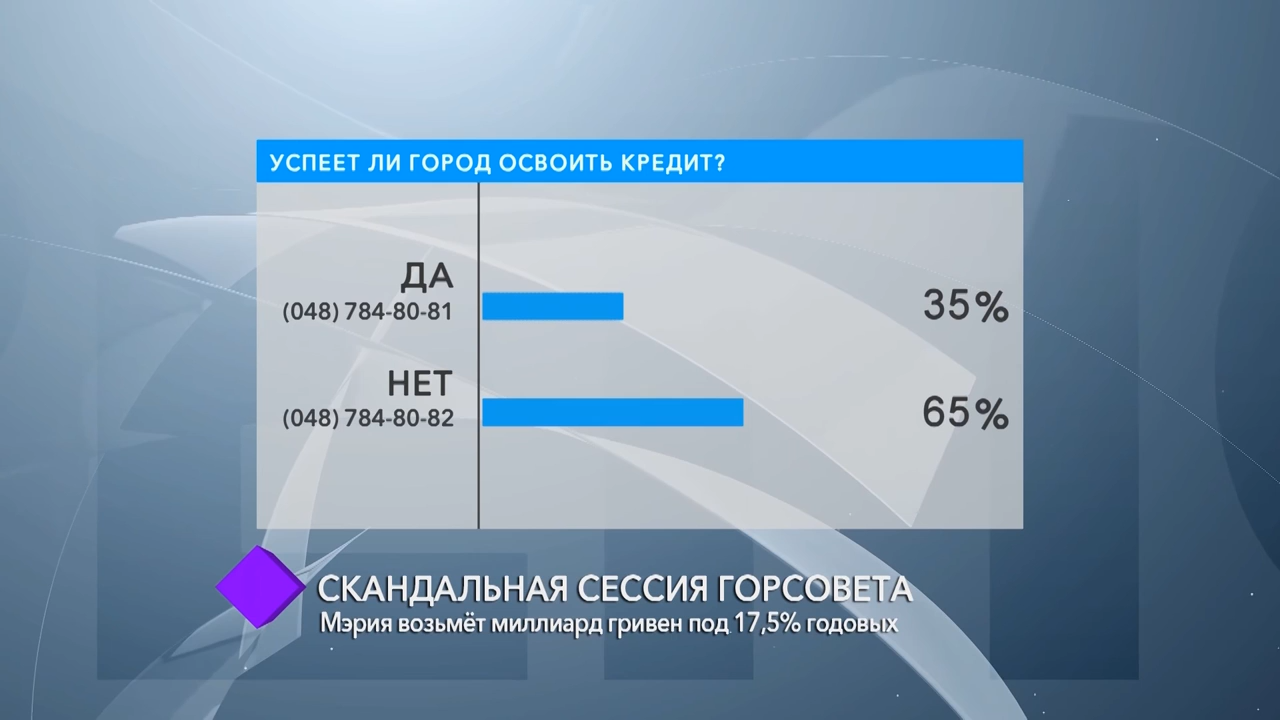 УСПЕЕТ ЛИ ГОРОД ОСВОИТЬ КРЕДИТ?
ДА
(048) 784-80-81
35%
НЕТ
(048) 784-80-82
65%
СКАНДАЛЬНАЯ СЕССИЯ ГОРСОВЕТА
Мэрия возьмёт миллиард гривен под 17,5% годовых